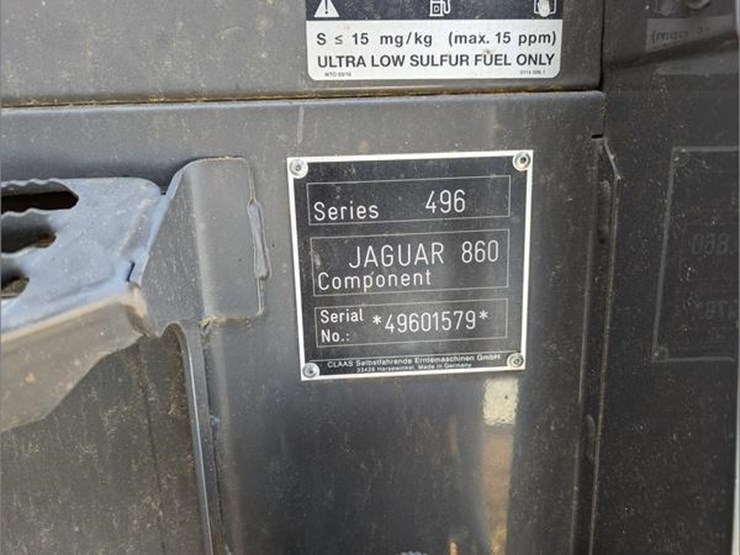 S ≤ 15 mg/kg (max. 15 ppm)
ULTRA LOW SULFUR FUEL ONLY
Series 496
JAGUAR 860
Component
Serial
No.: *49601579*
CLAAS Selbstfahrende Erntemaschinen GmbH
33428 Harsewinkel, Made in Germany